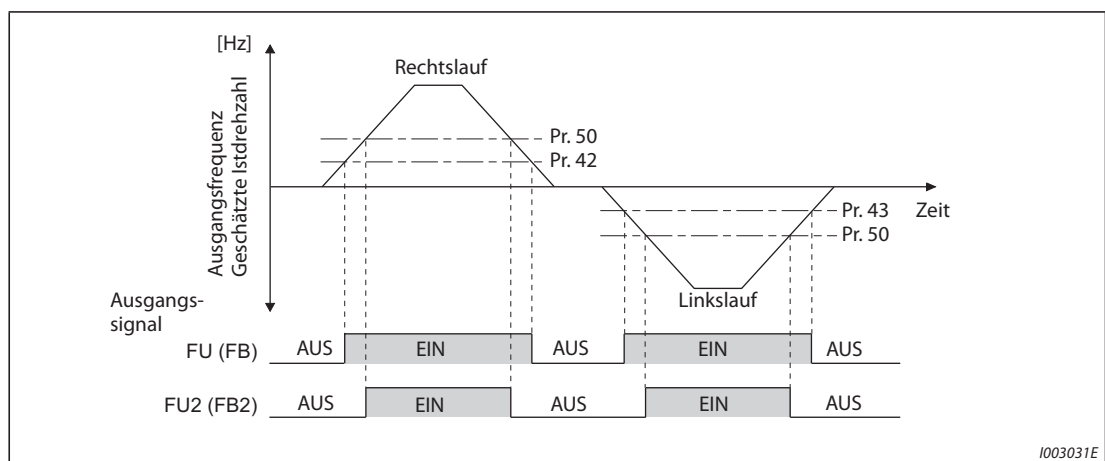 [Hz]
Rechtslauf
Ausgangsfrequenz
Geschätzte Istdrehzahl
Pr. 50
Pr. 42
Pr. 43
Zeit
Pr. 50
Linkslauf
Ausgangs-
signal
FU (FB) AUS EIN AUS EIN AUS
FU2 (FB2) AUS EIN AUS EIN AUS
I003031E